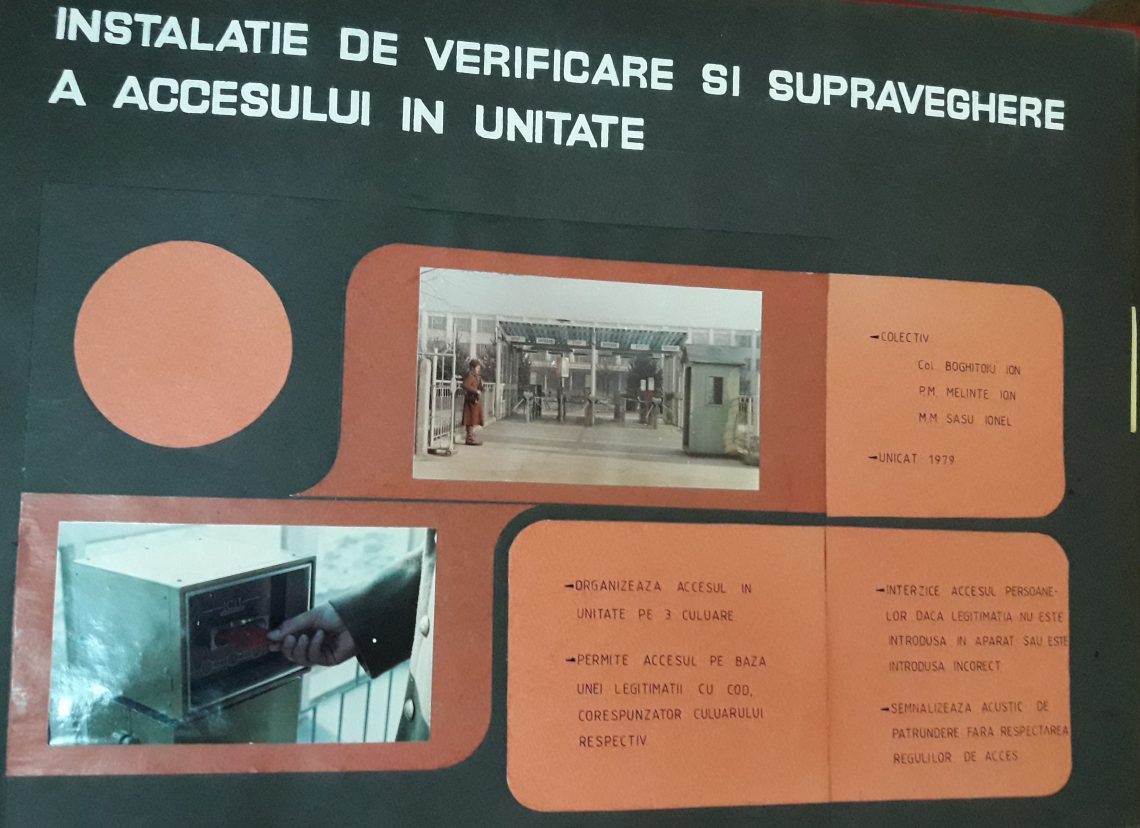 INSTALATIE DE VERIFICARE SI SUPRAVEGHERE
A ACCESULUI IN UNITATE
COLECTIV
Col. BOGHITOIU ION
P.M. MELINTE ION
M.M SASU IONEL
UNICAT 1979
ORGANIZEAZA ACCESUL IN
UNITATE PE 3 CULUARE
PERMITE ACCESUL PE BAZA
UNEI LEGITIMATII CU COD,
CORESPUNZATOR CULUARULUI
RESPECTIV
INTERZICE ACCESUL PERSOANE-
LOR DACA LEGITIMATIA NU ESTE
INTRODUSA IN APARAT SAU ESTE
INTRODUSA INCORECT
SEMNALIZEAZA ACUSTIC DE
PATRUNDERE FARA RESPECTAREA
REGULILOR DE ACCES